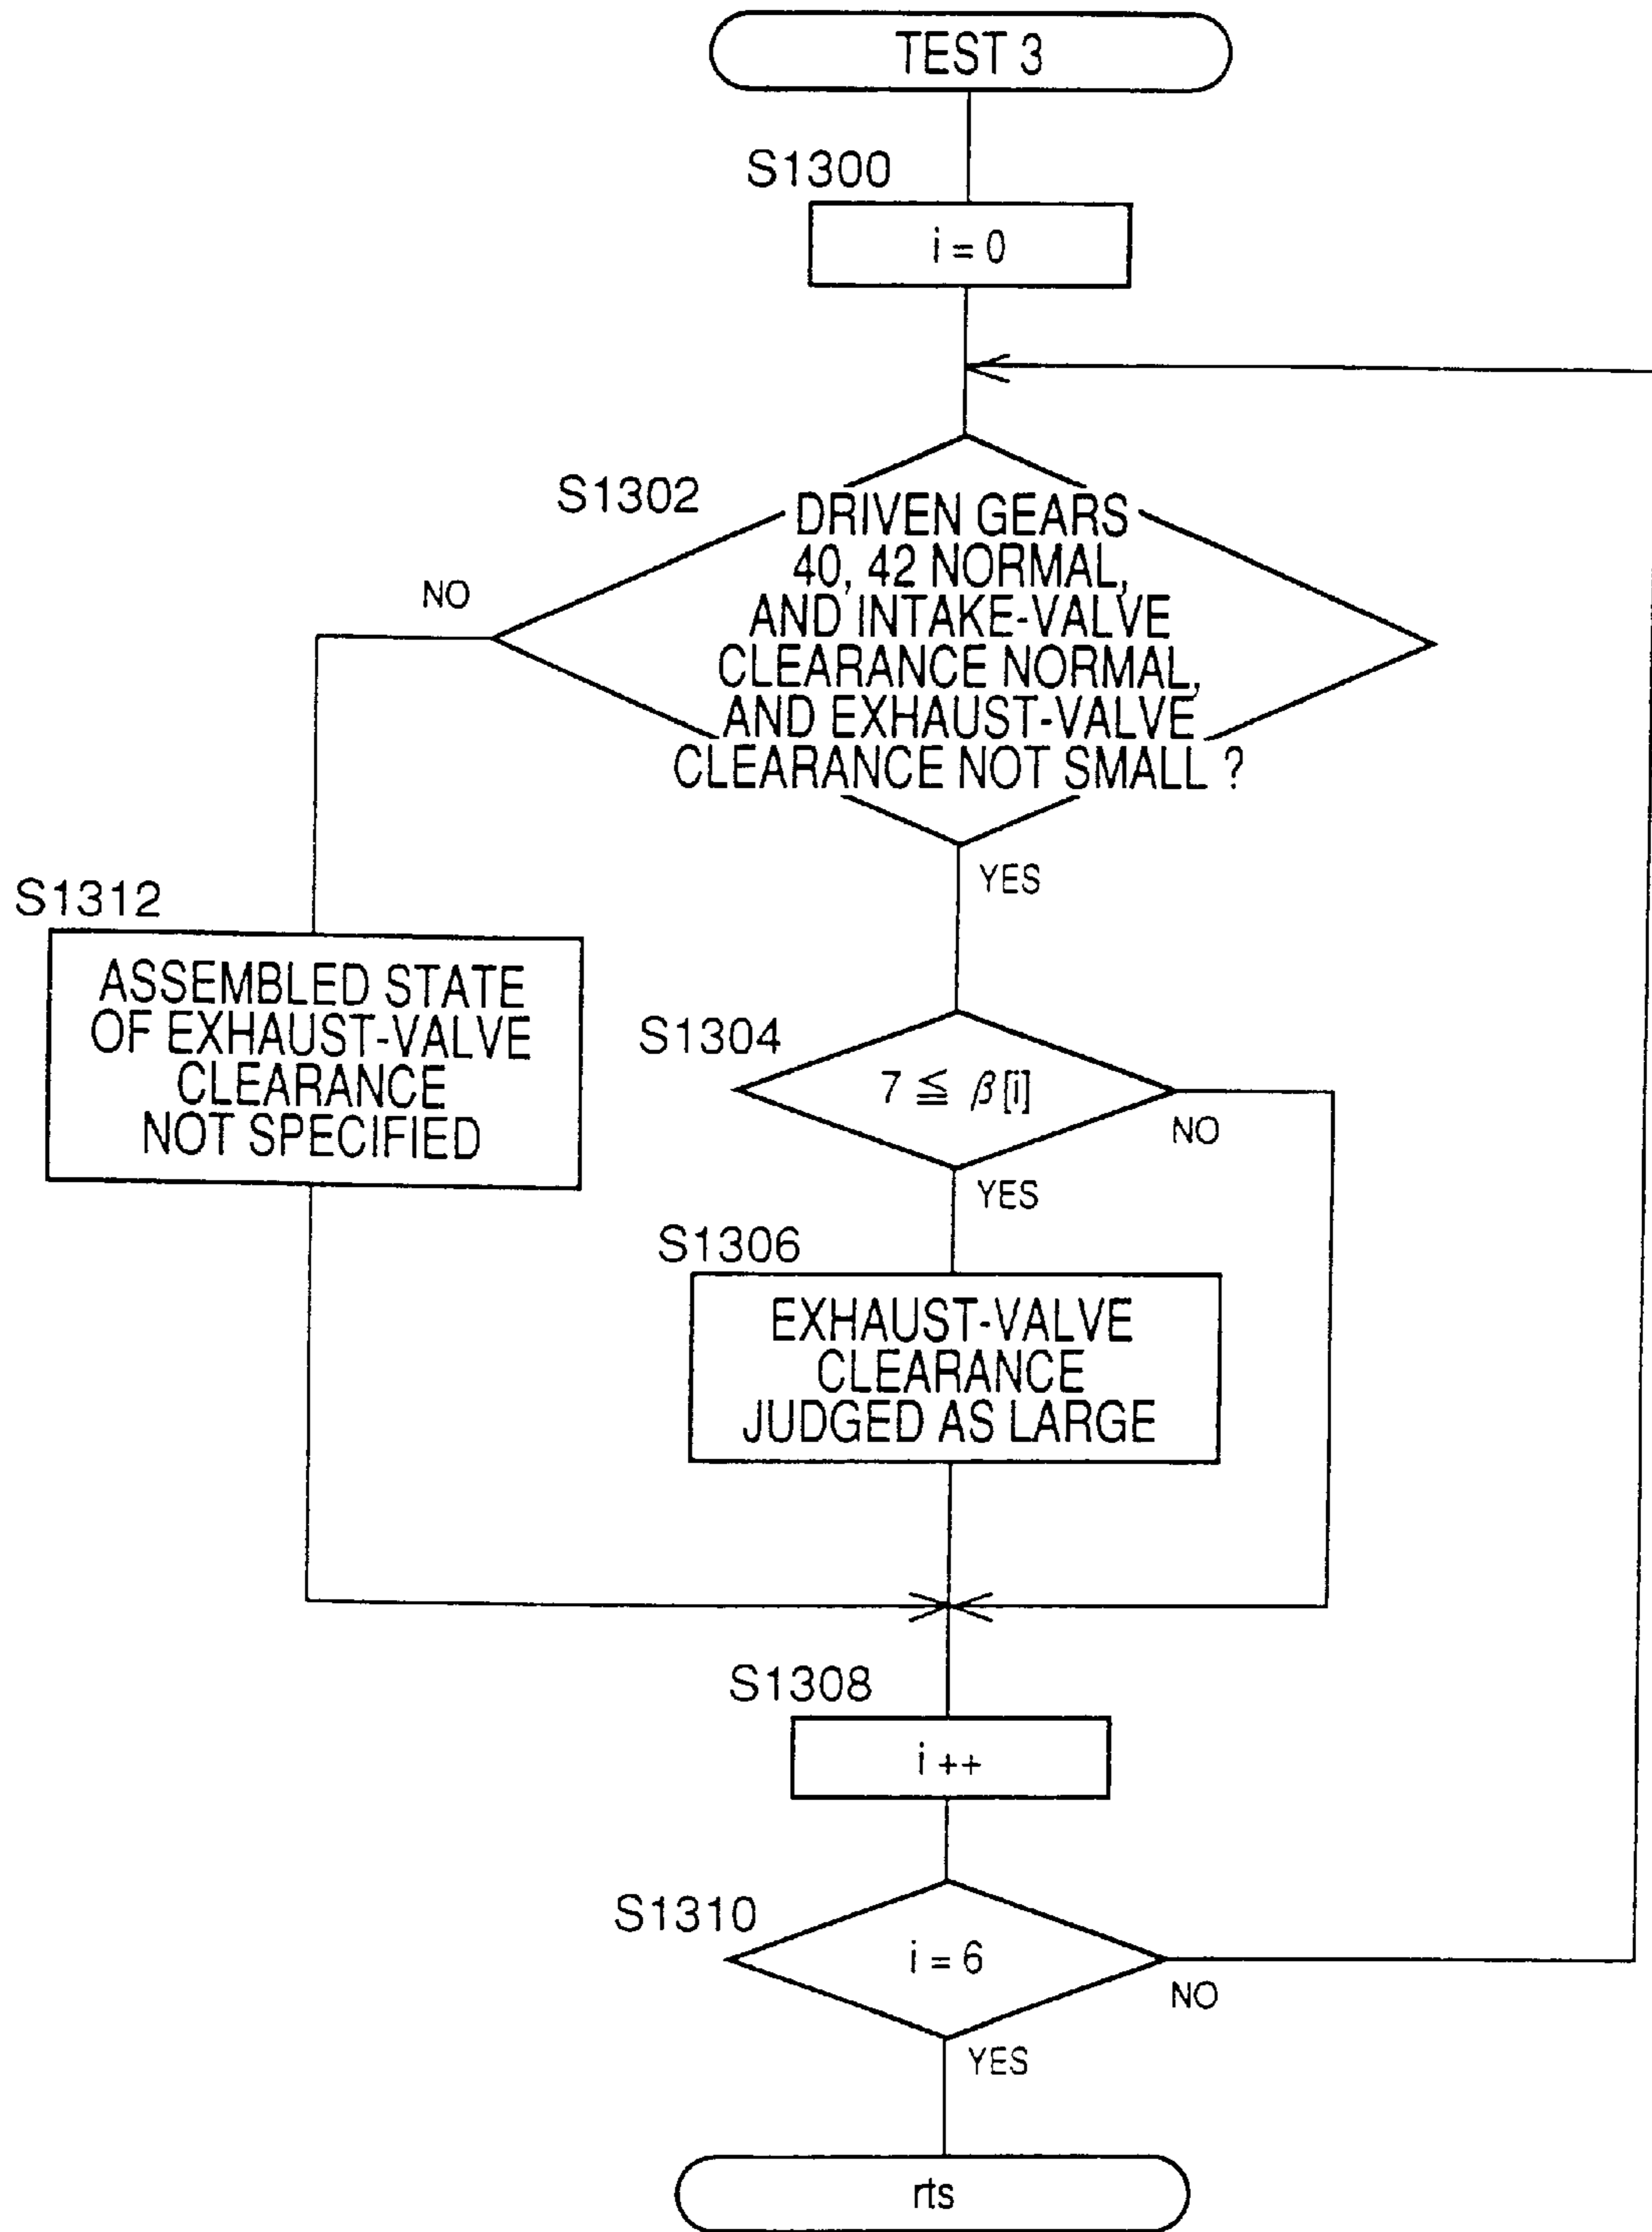 TEST 3
S1300
i = 0
S1302
DRIVEN GEARS
40, 42 NORMAL,
AND INTAKE-VALVE
CLEARANCE NORMAL,
AND EXHAUST-VALVE
CLEARANCE NOT SMALL ?
NO
YES
S1312
ASSEMBLED STATE
OF EXHAUST-VALVE
CLEARANCE
NOT SPECIFIED
S1304
7 ≦ β [i]
NO
YES
S1306
EXHAUST-VALVE
CLEARANCE
JUDGED AS LARGE
S1308
i ++
S1310
i = 6
NO
YES
rts